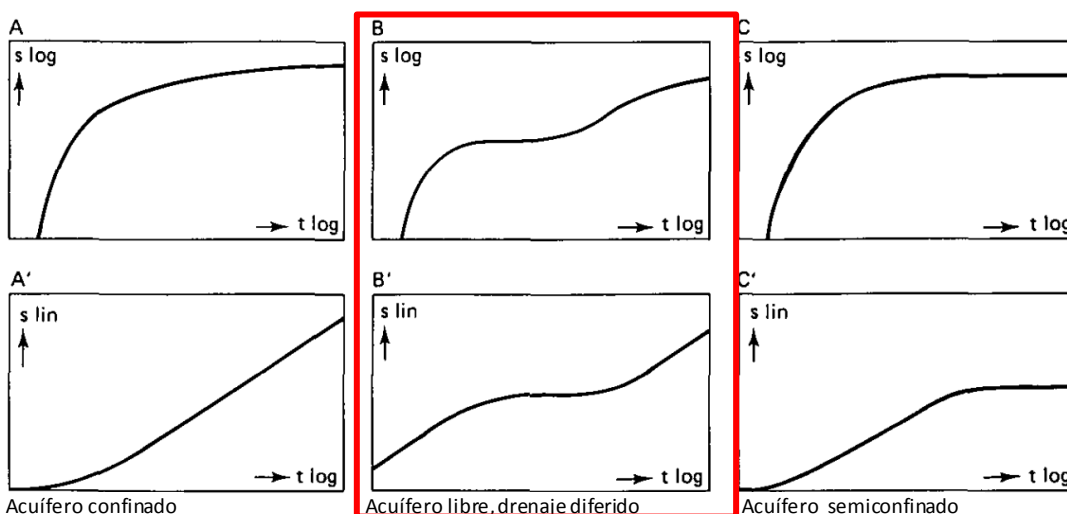 A
B
C
s log
s log
s log
t log
t log
t log
A'
B'
C'
s lin
s lin
s lin
t log
t log
t log
Acuífero confinado
Acuífero libre, drenaje diferido
Acuífero semiconfinado